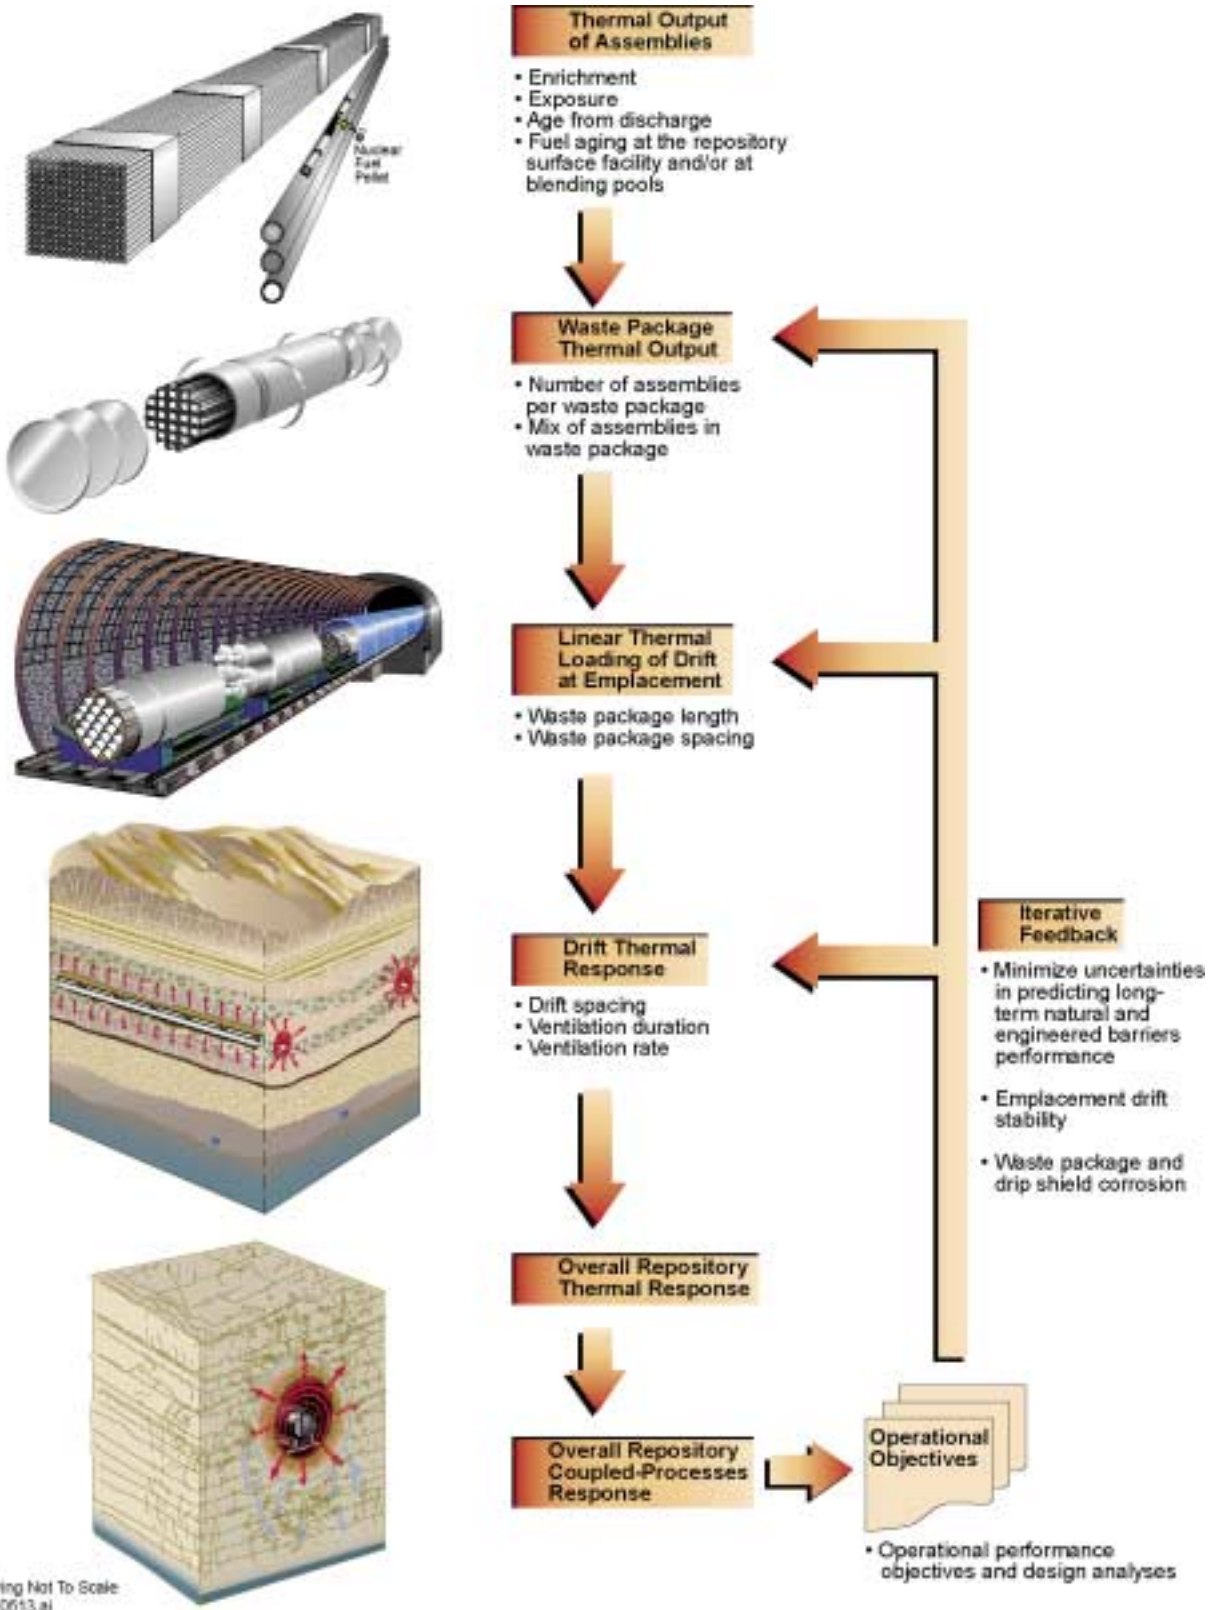 Thermal Output
of Assemblies
• Enrichment
• Exposure
• Age from discharge
• Fuel aging at the repository
surface facility and/or at
blending pools
Nuclear
Fuel
Pellet
Waste Package
Thermal Output
• Number of assemblies
per waste package
• Mix of assemblies in
waste package
Linear Thermal
Loading of Drift
at Emplacement
• Waste package length
• Waste package spacing
Drift Thermal
Response
• Drift spacing
• Ventilation duration
• Ventilation rate
Iterative
Feedback
• Minimize uncertainties
in predicting long-
term natural and
engineered barriers
performance
• Emplacement drift
stability
• Waste package and
drip shield corrosion
Overall Repository
Thermal Response
Overall Repository
Coupled-Processes
Response
Operational
Objectives
• Operational performance
objectives and design analyses
Not To Scale